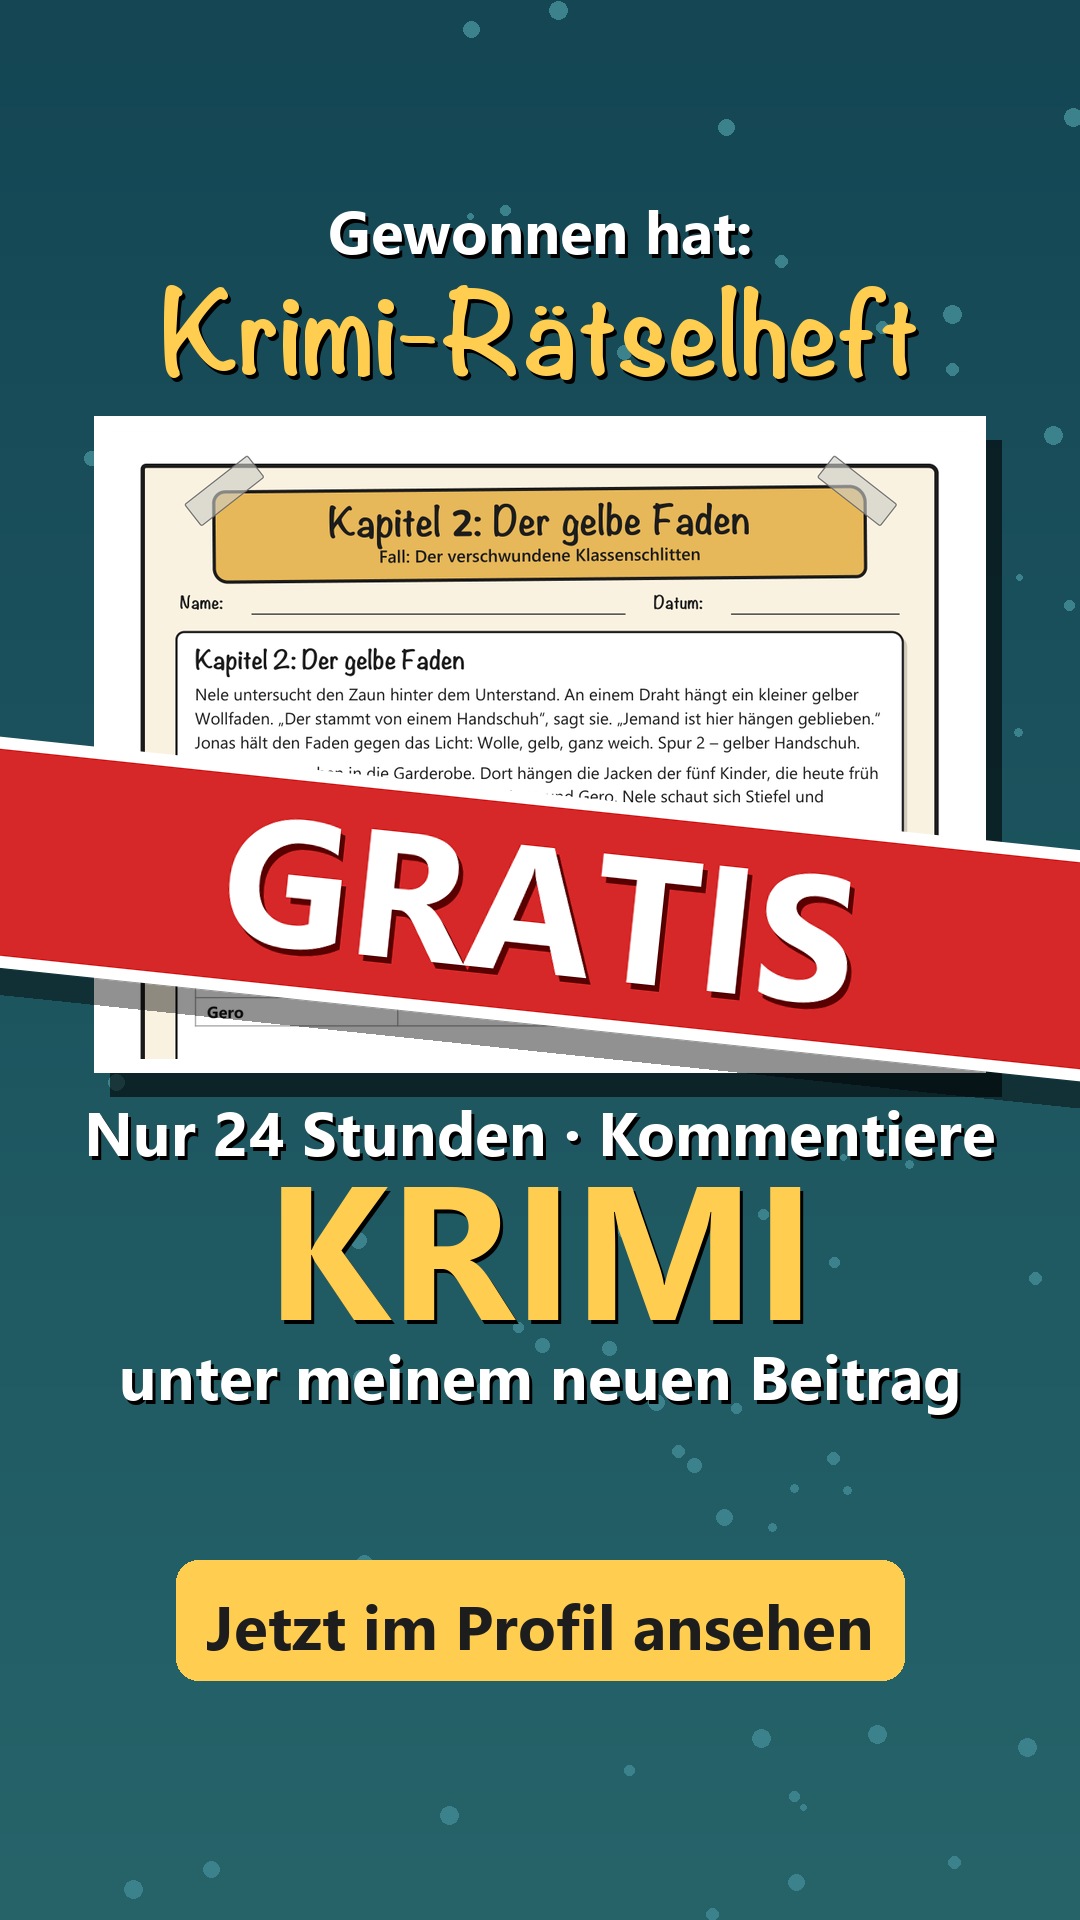 Gewonnen hat:
Krimi-Rätselheft
Kapitel 2: Der gelbe Faden
Fall: Der verschwundene Klassenschlitten
Name: Datum:
Kapitel 2: Der gelbe Faden
Nele untersucht den Zaun hinter dem Unterstand. An einem Draht hängt ein kleiner gelber
Wollfaden. „Der stammt von einem Handschuh“, sagt sie. „Jemand ist hier hängen geblieben.“
Jonas hält den Faden gegen das Licht: Wolle, gelb, ganz weich. Spur 2 – gelber Handschuh.
in die Garderobe. Dort hängen die Jacken der fünf Kinder, die heute früh
und Gero. Nele schaut sich Stiefel und
GRATIS
Gero
Nur 24 Stunden · Kommentiere
KRIMI
unter meinem neuen Beitrag
Jetzt im Profil ansehen